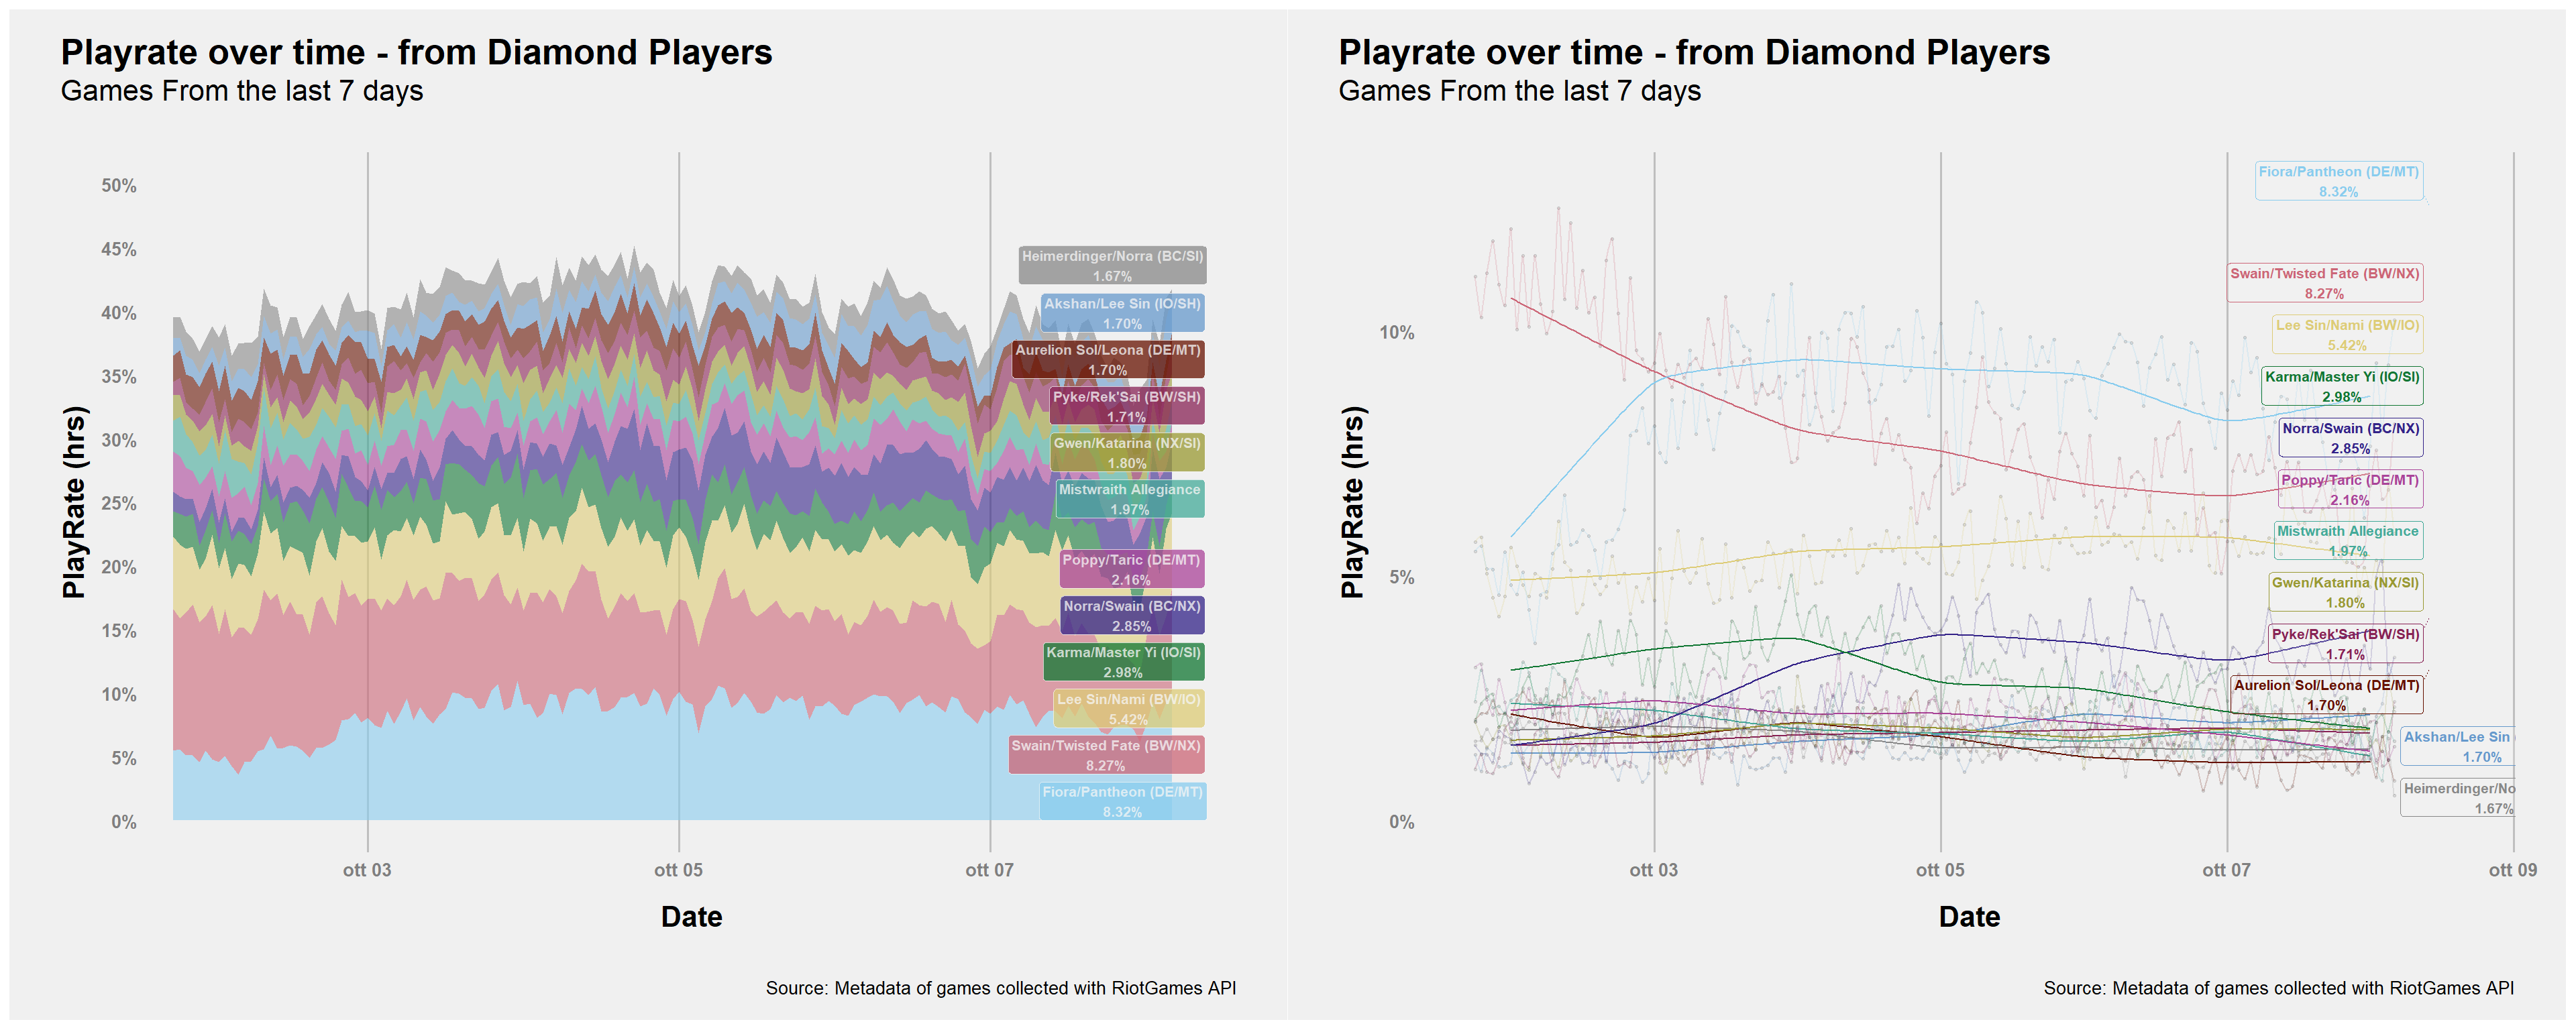 Playrate over time - from Diamond Players
Games From the last 7 days
PlayRate (hrs)
50%
45%
40%
35%
30%
25%
20%
15%
10%
5%
0%
Heimerdinger/Norra (BC/SI)
1.67%
Akshan/Lee Sin (IO/SH)
1.70%
Aurelion Sol/Leona (DE/MT)
1.70%
Pyke/Rek'Sai (BW/SH)
1.71%
Gwen/Katarina (NX/SI)
1.80%
Mistwraith Allegiance
1.97%
Poppy/Taric (DE/MT)
2.16%
Norra/Swain (BC/NX)
2.85%
Karma/Master Yi (IO/SI)
2.98%
Lee Sin/Nami (BW/IO)
5.42%
Swain/Twisted Fate (BW/NX)
8.27%
Fiora/Pantheon (DE/MT)
8.32%
ott 03
ott 05
ott 07
Date
Source: Metadata of games collected with RiotGames API
Playrate over time - from Diamond Players
Games From the last 7 days
PlayRate (hrs)
10%
5%
0%
Fiora/Pantheon (DE/MT)
8.32%
Swain/Twisted Fate (BW/NX)
8.27%
Lee Sin/Nami (BW/IO)
5.42%
Karma/Master Yi (IO/SI)
2.98%
Norra/Swain (BC/NX)
2.85%
Poppy/Taric (DE/MT)
2.16%
Mistwraith Allegiance
1.97%
Gwen/Katarina (NX/SI)
1.80%
Pyke/Rek'Sai (BW/SH)
1.71%
Aurelion Sol/Leona (DE/MT)
1.70%
Akshan/Lee Sin
1.70%
Heimerdinger/No
1.67%
ott 03
ott 05
ott 07
ott 09
Date
Source: Metadata of games collected with RiotGames API